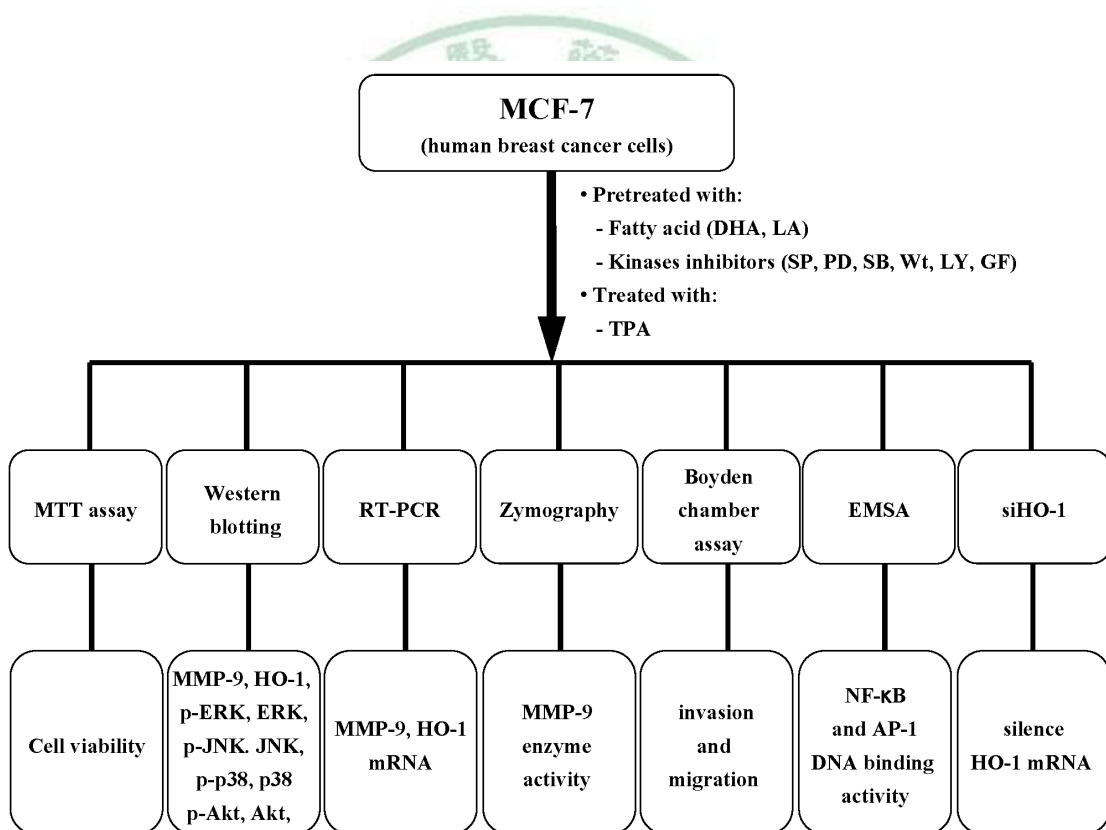 醫藥
MCF-7
(human breast cancer cells)
• Pretreated with:
- Fatty acid (DHA, LA)
- Kinases inhibitors (SP, PD, SB, Wt, LY, GF)
• Treated with:
- TPA
MTT assay
Western
blotting
RT-PCR
Zymography
Boyden
chamber
assay
EMSA
siHO-1
Cell viability
MMP-9, HO-1,
p-ERK, ERK,
p-JNK. JNK,
p-p38, p38
p-Akt, Akt,
MMP-9, HO-1
mRNA
MMP-9
enzyme
activity
invasion
and
migration
NF-κB
and AP-1
DNA binding
activity
silence
HO-1 mRNA